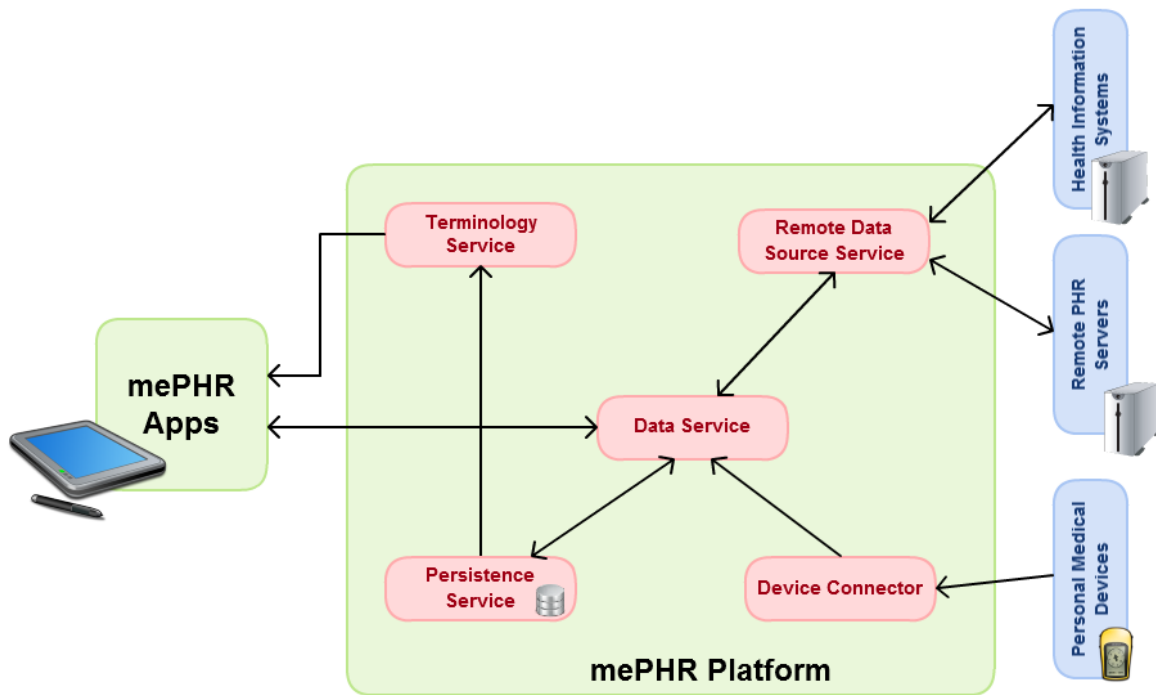 Health Information
Systems
Terminology
Service
Remote Data
Source Service
Remote PHR
Servers
mePHR
Apps
Data Service
Persistence
Service
Device Connector
Personal Medical
Devices
mePHR Platform